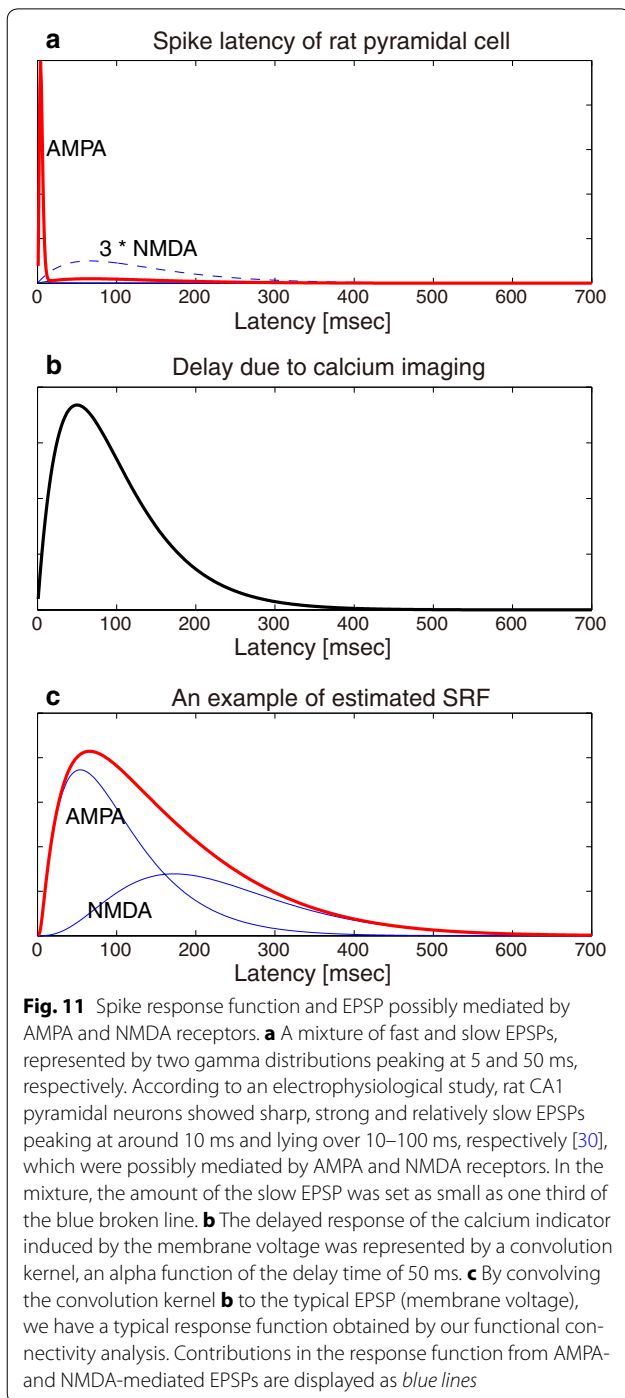 a Spike latency of rat pyramidal cell
AMPA
3 * NMDA
0 100 200 300 400 500 600 700
Latency [msec]
b Delay due to calcium imaging
0 100 200 300 400 500 600 700
Latency [msec]
c An example of estimated SRF
AMPA
NMDA
0 100 200 300 400 500 600 700
Latency [msec]
Fig. 11 Spike response function and EPSP possibly mediated by
AMPA and NMDA receptors. a A mixture of fast and slow EPSPs,
represented by two gamma distributions peaking at 5 and 50 ms,
respectively. According to an electrophysiological study, rat CA1
pyramidal neurons showed sharp, strong and relatively slow EPSPs
peaking at around 10 ms and lying over 10–100 ms, respectively [30],
which were possibly mediated by AMPA and NMDA receptors. In the
mixture, the amount of the slow EPSP was set as small as one third of
the blue broken line. b The delayed response of the calcium indicator
induced by the membrane voltage was represented by a convolution
kernel, an alpha function of the delay time of 50 ms. c By convolving
the convolution kernel b to the typical EPSP (membrane voltage),
we have a typical response function obtained by our functional con-
nectivity analysis. Contributions in the response function from AMPA-
and NMDA-mediated EPSPs are displayed as blue lines